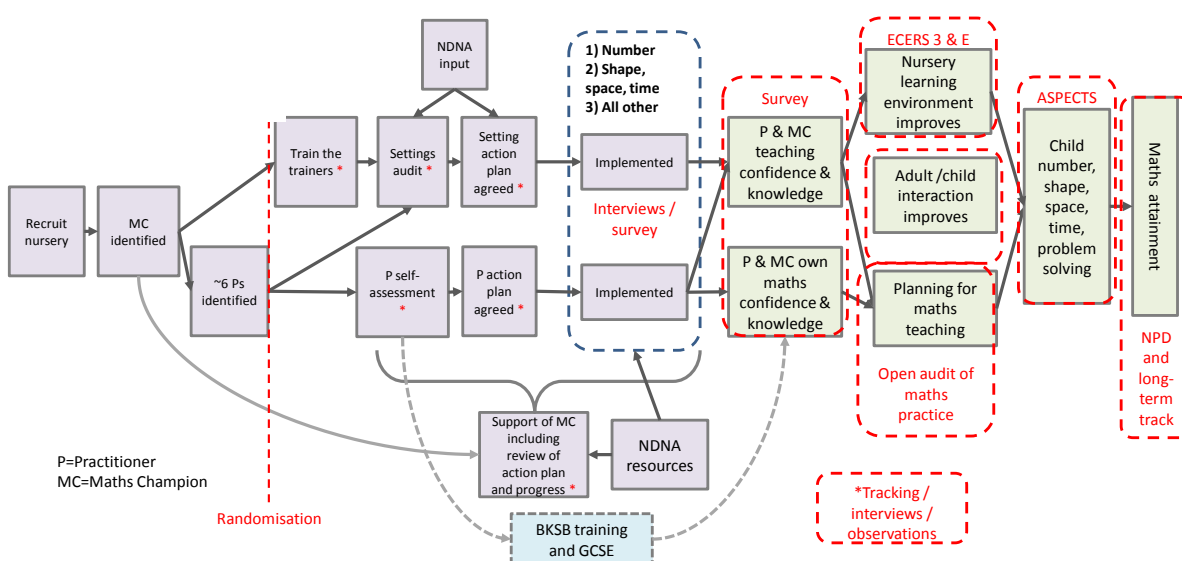 Recruit
nursery
MC
identified
~6 Ps
identified
Randomisation
P=Practitioner
MC=Maths Champion
NDNA
input
Train the
trainers *
Settings
audit *
Setting
action
plan
agreed *
P self-
assessment
*
P action
plan
agreed *
1) Number
2) Shape,
space, time
3) All other
Implemented
Interviews /
survey
Implemented
Support of MC
including
review of
action plan
and progress *
NDNA
resources
BKSB training
and GCSE
Survey
P & MC
teaching
confidence &
knowledge
P & MC own
maths
confidence &
knowledge
ECERS 3 & E
Nursery
learning
environment
improves
Adult /child
interaction
improves
Planning for
maths
teaching
Open audit of
maths
practice
*Tracking /
interviews /
observations
ASPECTS
Child
number,
shape,
space,
time,
problem
solving
Maths attainment
NPD
and
long-
term
track